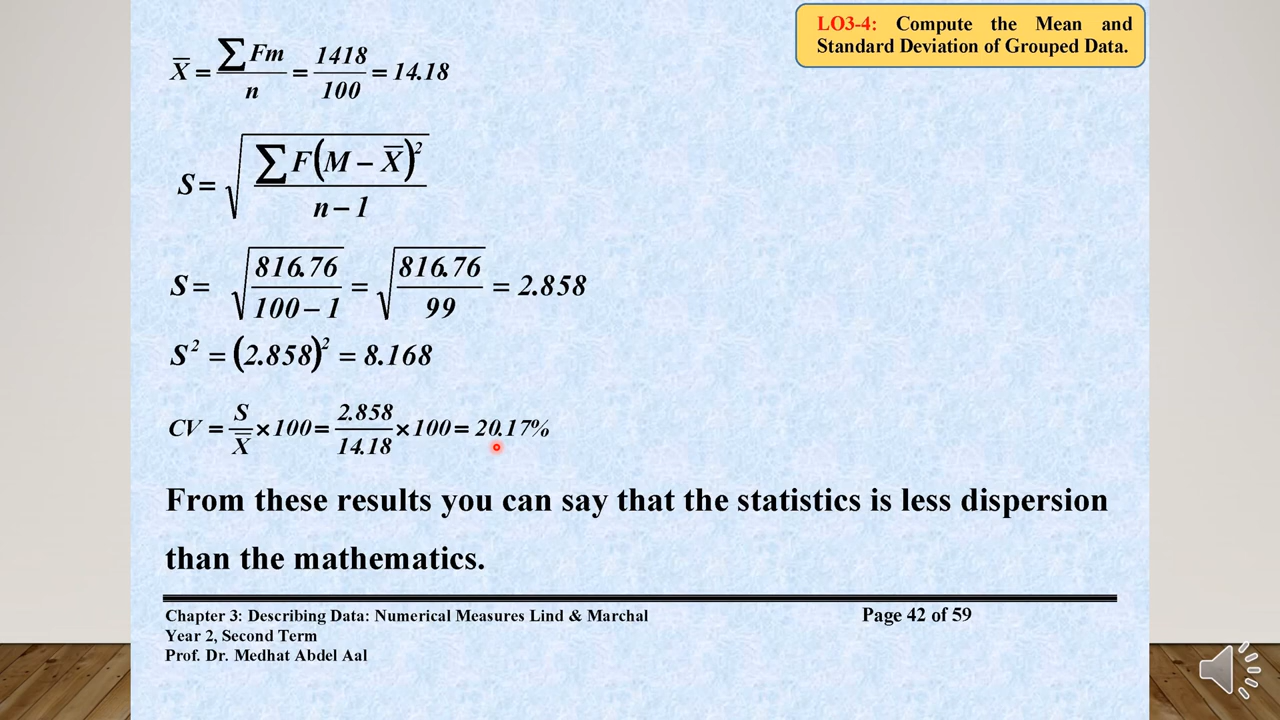 LO3-4: Compute the Mean and
Standard Deviation of Grouped Data.
X̅ = ∑Fm / n = 1418 / 100 = 14.18
S = √(∑F(M − X̅)² / n − 1)
S = √(816.76 / 100 − 1) = √(816.76 / 99) = 2.858
S² = (2.858)² = 8.168
CV = S / X̅ × 100 = 2.858 / 14.18 × 100 = 20.17%
From these results you can say that the statistics is less dispersion
than the mathematics.
Chapter 3: Describing Data: Numerical Measures Lind & Marchal Page 42 of 59
Year 2, Second Term
Prof. Dr. Medhat Abdel Aal